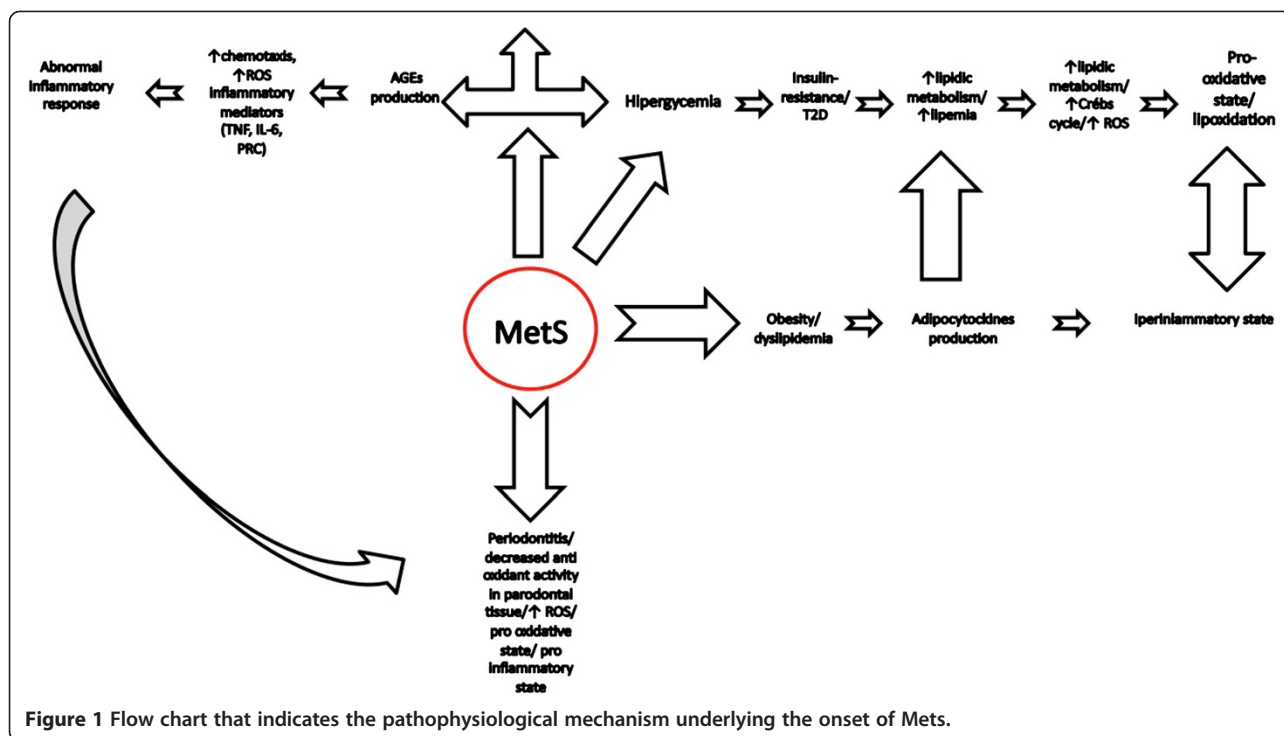 Abnormal
inflammatory
response
↑chemotaxis,
↑ROS
inflammatory
mediators
(TNF, IL-6,
PRC)
AGEs
production
Hipergycemia
Insulin-
resistance/
T2D
↑lipidic
metabolism/
↑lipemia
↑lipidic
metabolism/
↑Crébs
cycle/↑ ROS
Pro-
oxidative
state/
lipoxidation
MetS
Obesity/
dyslipidemia
Adipocytockines
production
Iperiniammatory state
Periodontitis/
decreased anti
oxidant activity
in parodontal
tissue/↑ ROS/
pro oxidative
state/ pro
inflammatory
state
Figure 1 Flow chart that indicates the pathophysiological mechanism underlying the onset of Mets.